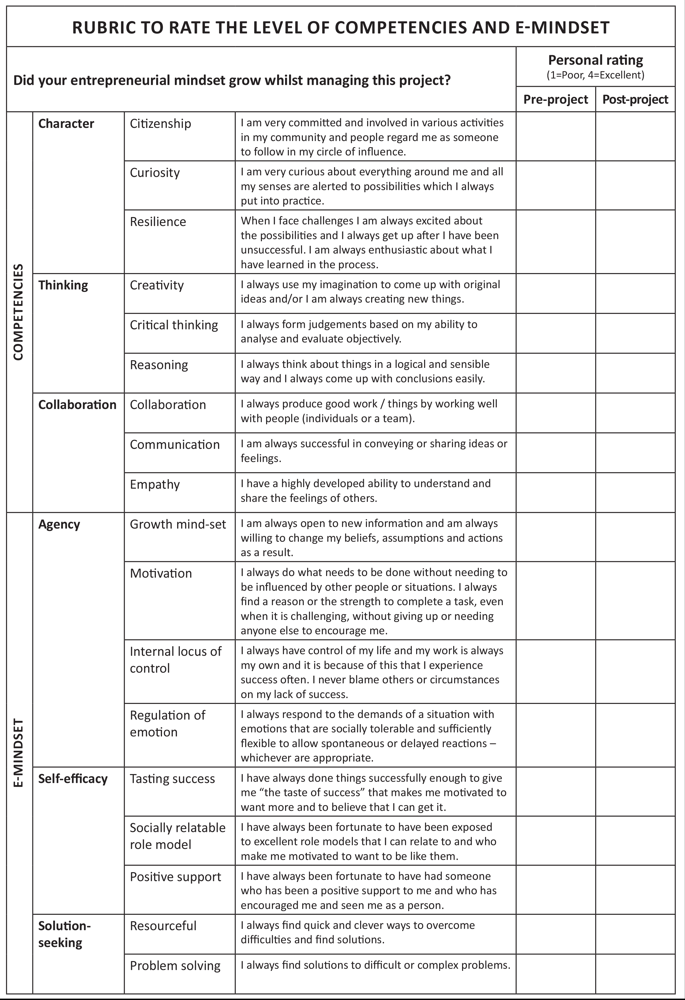 RUBRIC TO RATE THE LEVEL OF COMPETENCIES AND E-MINDSET
Did your entrepreneurial mindset grow whilst managing this project?
Personal rating
(1=Poor, 4=Excellent)
Pre-project
Post-project
COMPETENCIES
Character
Citizenship
I am very committed and involved in various activities
in my community and people regard me as someone
to follow in my circle of influence.
Curiosity
I am very curious about everything around me and all
my senses are alerted to possibilities which I always
put into practice.
Resilience
When I face challenges I am always excited about
the possibilities and I always get up after I have been
unsuccessful. I am always enthusiastic about what I
have learned in the process.
Thinking
Creativity
I always use my imagination to come up with original
ideas and/or I am always creating new things.
Critical thinking
I always form judgements based on my ability to
analyse and evaluate objectively.
Reasoning
I always think about things in a logical and sensible
way and I always come up with conclusions easily.
Collaboration
Collaboration
I always produce good work / things by working well
with people (individuals or a team).
Communication
I am always successful in conveying or sharing ideas or
feelings.
Empathy
I have a highly developed ability to understand and
share the feelings of others.
E-MINDSET
Agency
Growth mind-set
I am always open to new information and am always
willing to change my beliefs, assumptions and actions
as a result.
Motivation
I always do what needs to be done without needing to
be influenced by other people or situations. I always
find a reason or the strength to complete a task, even
when it is challenging, without giving up or needing
anyone else to encourage me.
Internal locus of
control
I always have control of my life and my work is always
my own and it is because of this that I experience
success often. I never blame others or circumstances
on my lack of success.
Regulation of
emotion
I always respond to the demands of a situation with
emotions that are socially tolerable and sufficiently
flexible to allow spontaneous or delayed reactions –
whichever are appropriate.
Self-efficacy
Tasting success
I have always done things successfully enough to give
me “the taste of success” that makes me motivated to
want more and to believe that I can get it.
Socially relatable
role model
I have always been fortunate to have been exposed
to excellent role models that I can relate to and who
make me motivated to want to be like them.
Positive support
I have always been fortunate to have had someone
who has been a positive support to me and who has
encouraged me and seen me as a person.
Solution-
seeking
Resourceful
I always find quick and clever ways to overcome
difficulties and find solutions.
Problem solving
I always find solutions to difficult or complex problems.